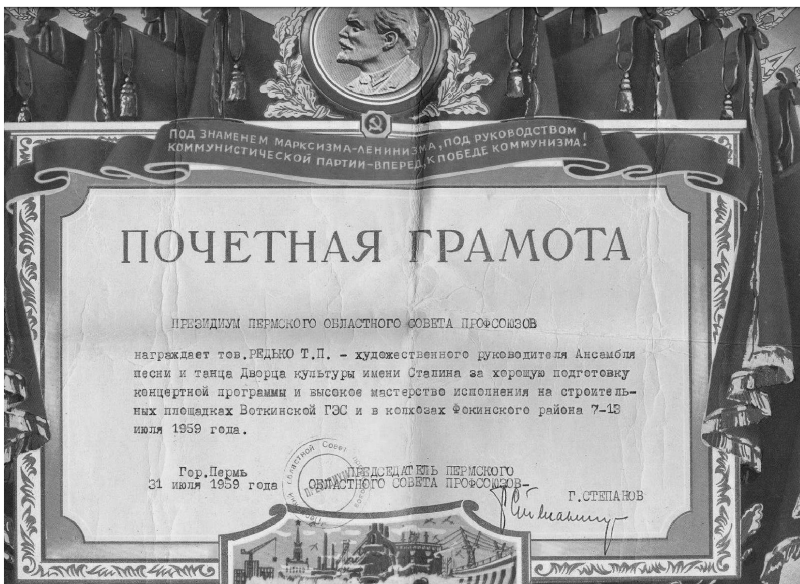 ПОД ЗНАМЕНЕМ МАРКСИЗМА-ЛЕНИНИЗМА, ПОД РУКОВОДСТВОМ
КОММУНИСТИЧЕСКОЙ ПАРТИИ-ВПЕРЕД, К ПОБЕДЕ КОММУНИЗМА!
ПОЧЕТНАЯ ГРАМОТА
ПРЕЗИДИУМ ПЕРМСКОГО ОБЛАСТНОГО СОВЕТА ПРОФСОЮЗОВ
награждает тов.РЕДЬКО Т.П. - художественного руководителя Ансамбля
песни и танца Дворца культуры имени Сталина за хорошую подготовку
концертной программы и высокое мастерство исполнения на строитель-
ных площадках Воткинской ГЭС и в колхозах Фокинского района 7-13
июля 1959 года.
Гор.Пермь
31 июля 1959 года
ПРЕДСЕДАТЕЛЬ ПЕРМСКОГО
ОБЛАСТНОГО СОВЕТА ПРОФСОЮЗОВ-
Г.СТЕПАНОВ
областной Совет